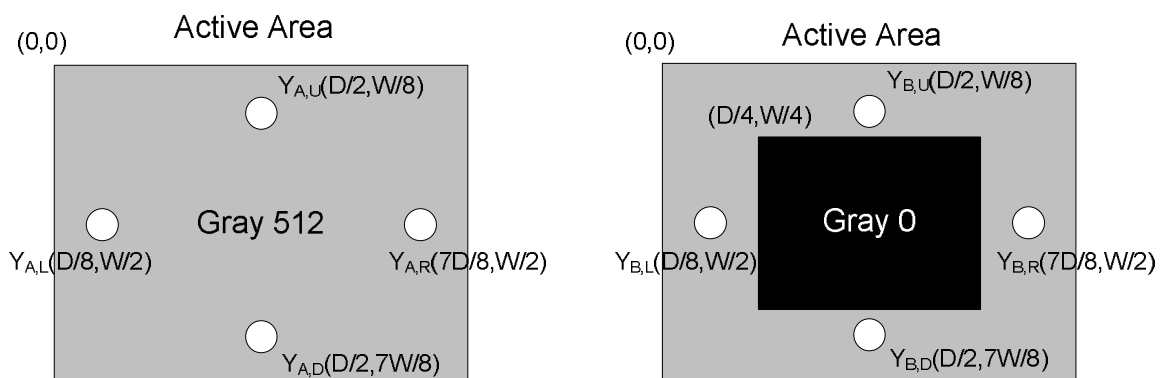 Active Area
(0,0)
Y_A,U(D/2,W/8)
Gray 512
Y_A,L(D/8,W/2)
Y_A,R(7D/8,W/2)
Y_A,D(D/2,7W/8)
Active Area
(0,0)
Y_B,U(D/2,W/8)
(D/4,W/4)
Gray 0
Y_B,L(D/8,W/2)
Y_B,R(7D/8,W/2)
Y_B,D(D/2,7W/8)